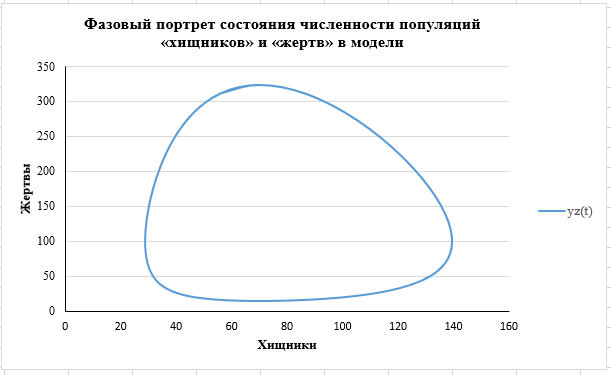 Фазовый портрет состояния численности популяций
«хищников» и «жертв» в модели
350
300
250
200
150
100
50
0
Жертвы
0 20 40 60 80 100 120 140 160
Хищники
yz(t)